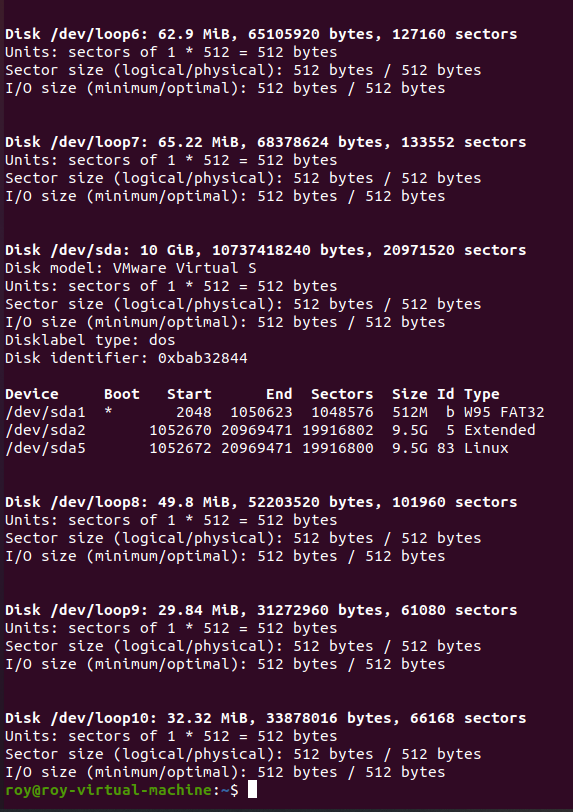 Disk /dev/loop6: 62.9 MiB, 65105920 bytes, 127160 sectors
Units: sectors of 1 * 512 = 512 bytes
Sector size (logical/physical): 512 bytes / 512 bytes
I/O size (minimum/optimal): 512 bytes / 512 bytes
Disk /dev/loop7: 65.22 MiB, 68378624 bytes, 133552 sectors
Units: sectors of 1 * 512 = 512 bytes
Sector size (logical/physical): 512 bytes / 512 bytes
I/O size (minimum/optimal): 512 bytes / 512 bytes
Disk /dev/sda: 10 GiB, 10737418240 bytes, 20971520 sectors
Disk model: VMware Virtual S
Units: sectors of 1 * 512 = 512 bytes
Sector size (logical/physical): 512 bytes / 512 bytes
I/O size (minimum/optimal): 512 bytes / 512 bytes
Disklabel type: dos
Disk identifier: 0xbab32844
Device     Boot   Start      End  Sectors  Size Id Type
/dev/sda1  *       2048  1050623  1048576  512M  b W95 FAT32
/dev/sda2       1052670 20969471 19916802  9.5G  5 Extended
/dev/sda5       1052672 20969471 19916800  9.5G 83 Linux
Disk /dev/loop8: 49.8 MiB, 52203520 bytes, 101960 sectors
Units: sectors of 1 * 512 = 512 bytes
Sector size (logical/physical): 512 bytes / 512 bytes
I/O size (minimum/optimal): 512 bytes / 512 bytes
Disk /dev/loop9: 29.84 MiB, 31272960 bytes, 61080 sectors
Units: sectors of 1 * 512 = 512 bytes
Sector size (logical/physical): 512 bytes / 512 bytes
I/O size (minimum/optimal): 512 bytes / 512 bytes
Disk /dev/loop10: 32.32 MiB, 33878016 bytes, 66168 sectors
Units: sectors of 1 * 512 = 512 bytes
Sector size (logical/physical): 512 bytes / 512 bytes
I/O size (minimum/optimal): 512 bytes / 512 bytes
roy@roy-virtual-machine:~$